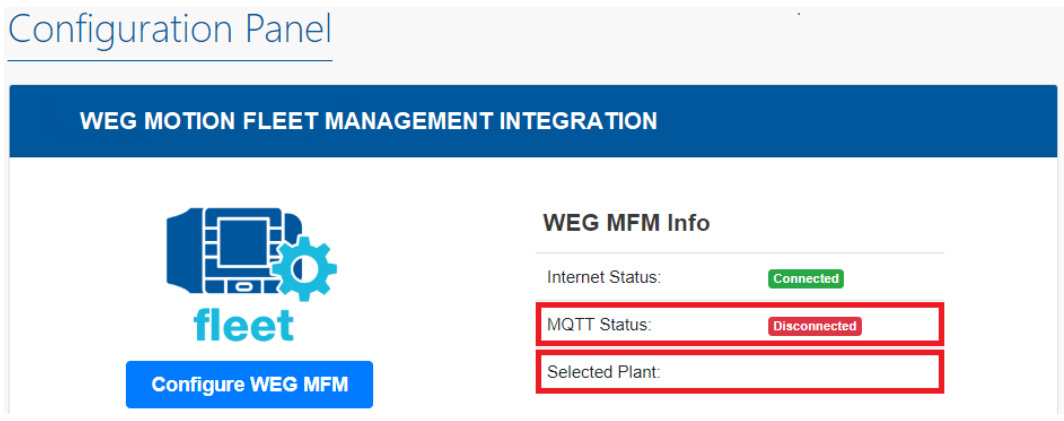 Configuration Panel
WEG MOTION FLEET MANAGEMENT INTEGRATION
fleet
Configure WEG MFM
WEG MFM Info
Internet Status: Connected
MQTT Status: Disconnected
Selected Plant: